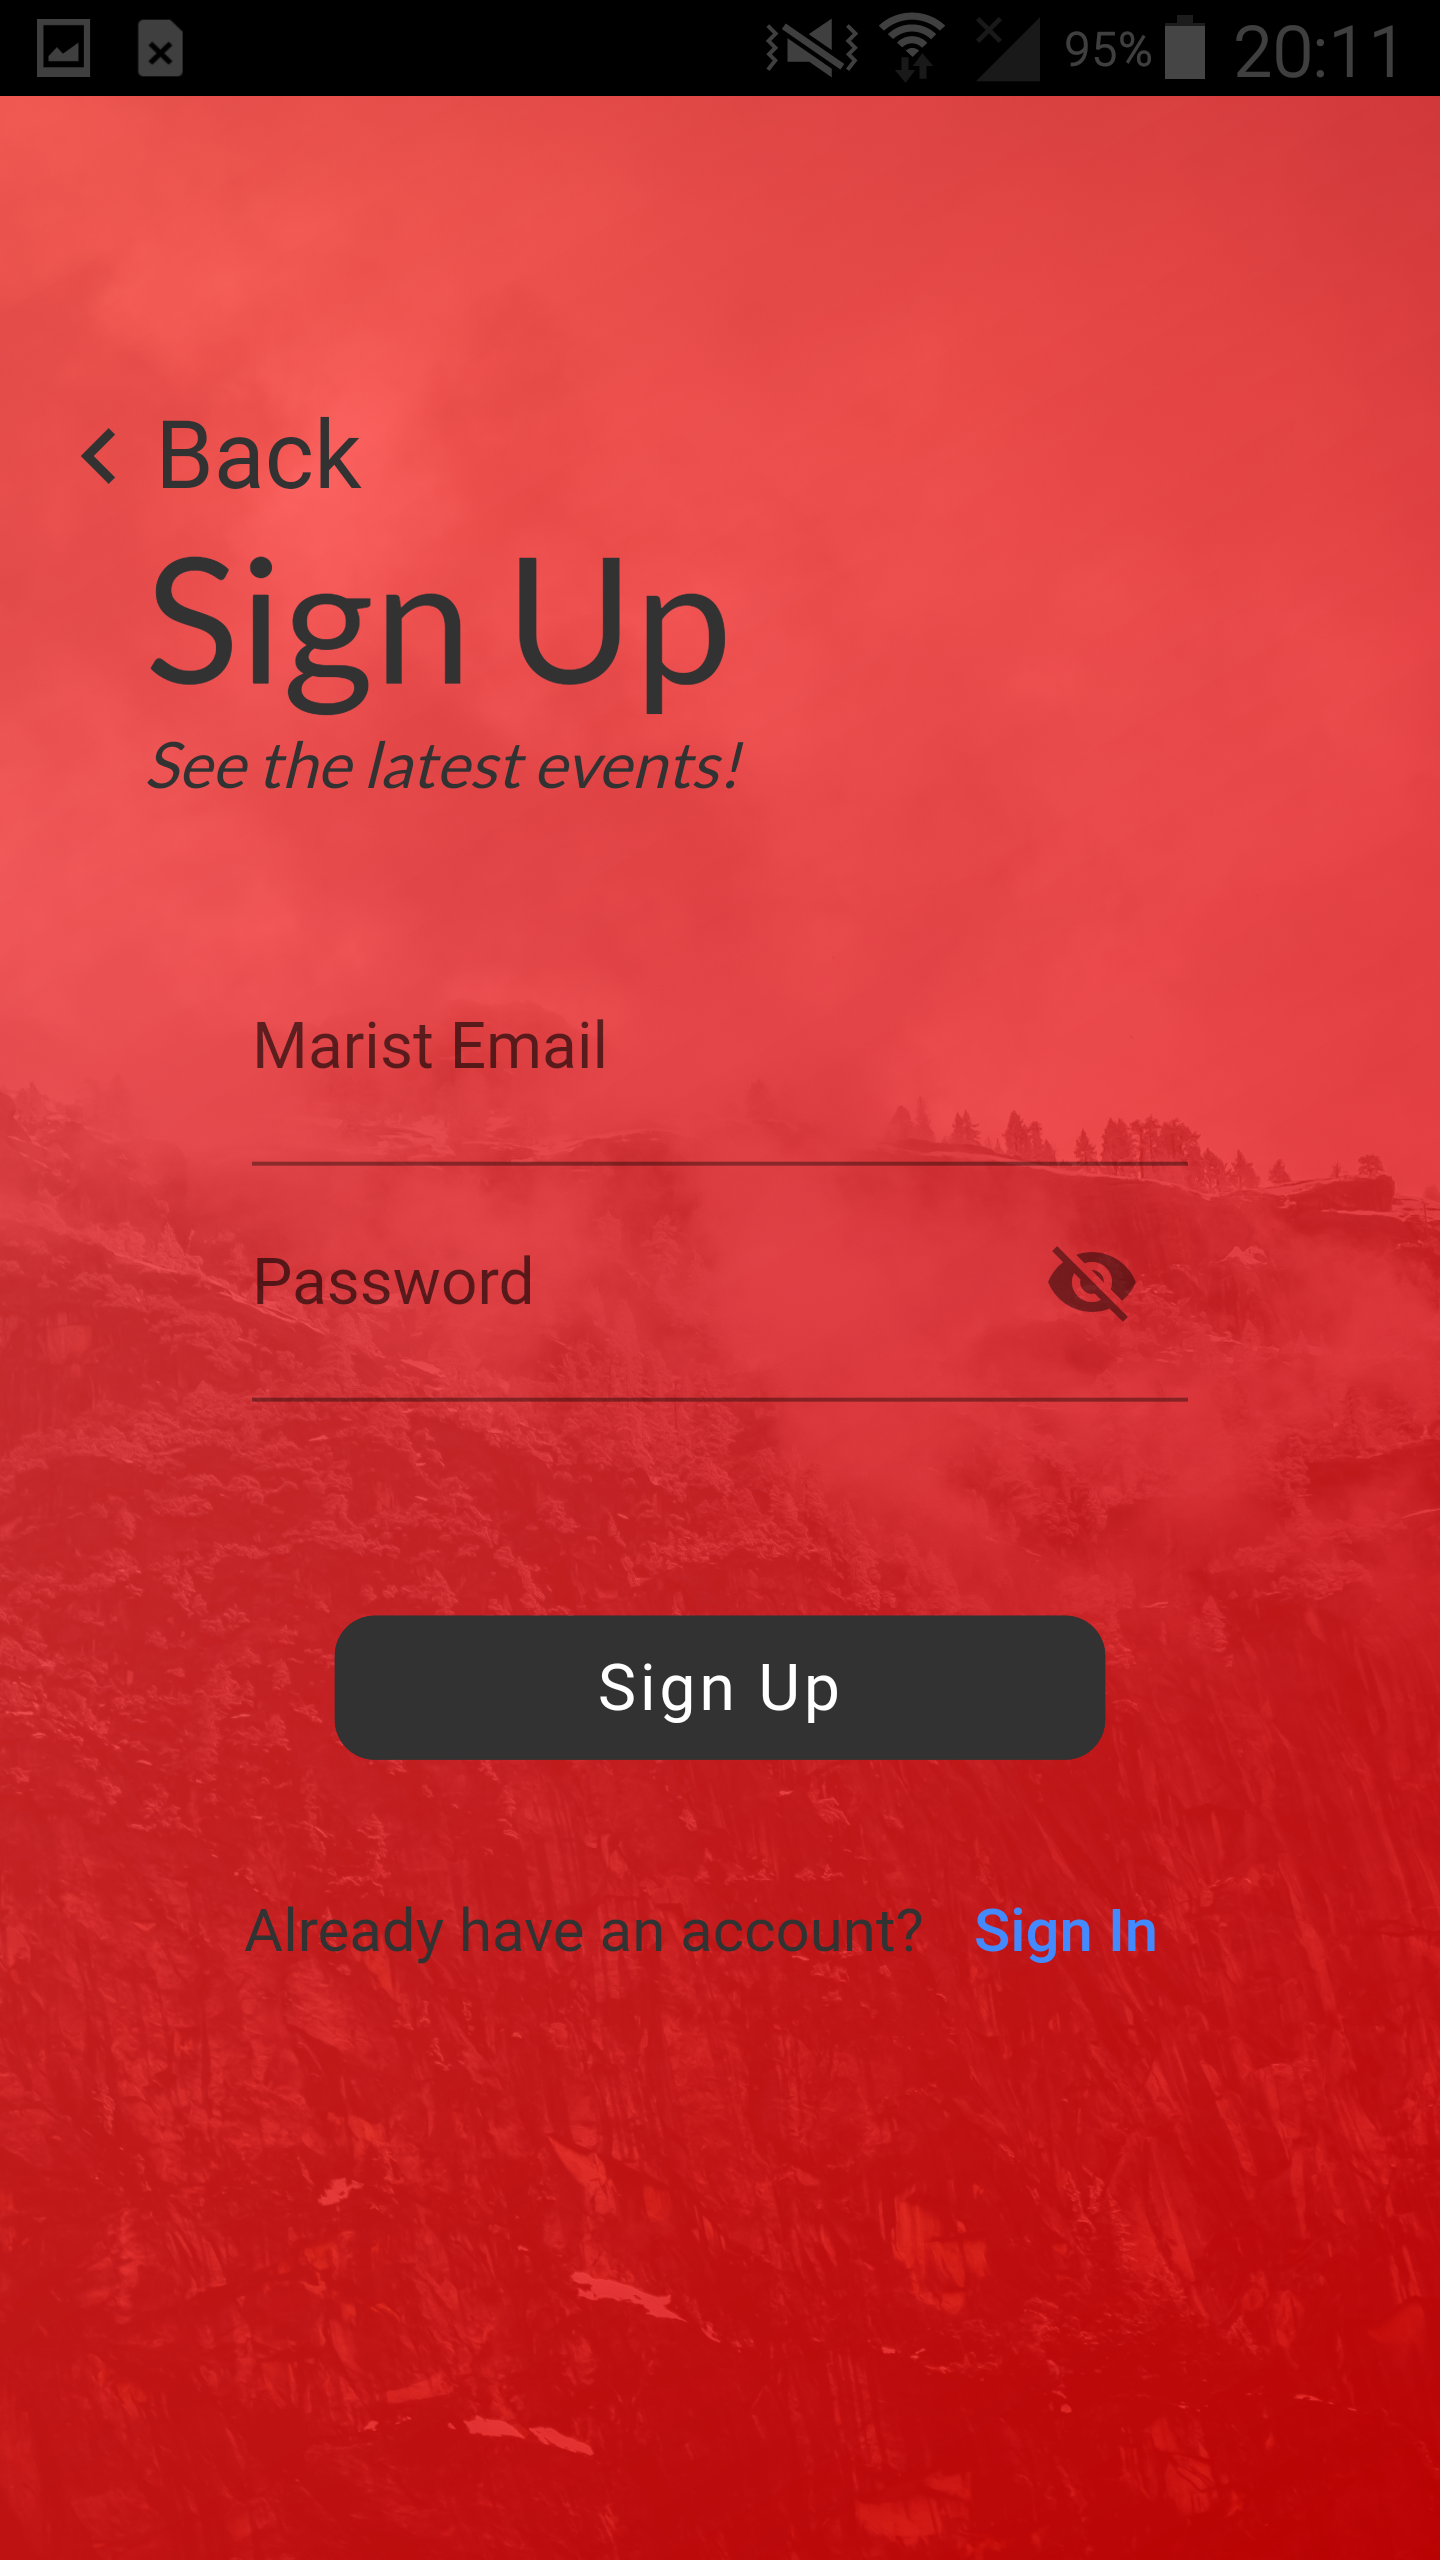 95% 20:11
Back
Sign Up
See the latest events!
Marist Email
Password
Sign Up
Already have an account? Sign In